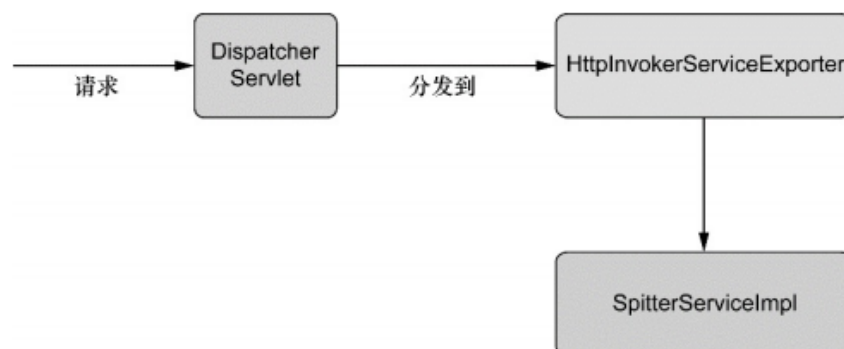 Dispatcher
Servlet
HttpInvokerServiceExporter
请求
分发到
SpitterServiceImpl